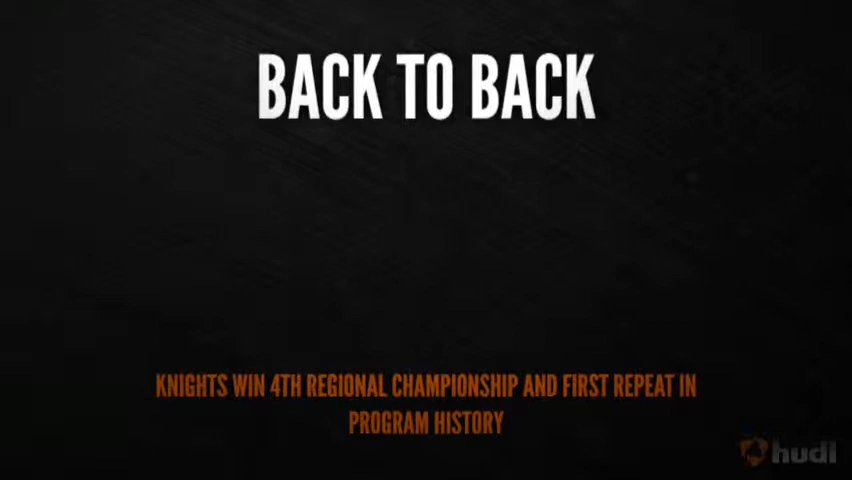 BACK TO BACK
KNIGHTS WIN 4TH REGIONAL CHAMPIONSHIP AND FIRST REPEAT IN
PROGRAM HISTORY
hudl